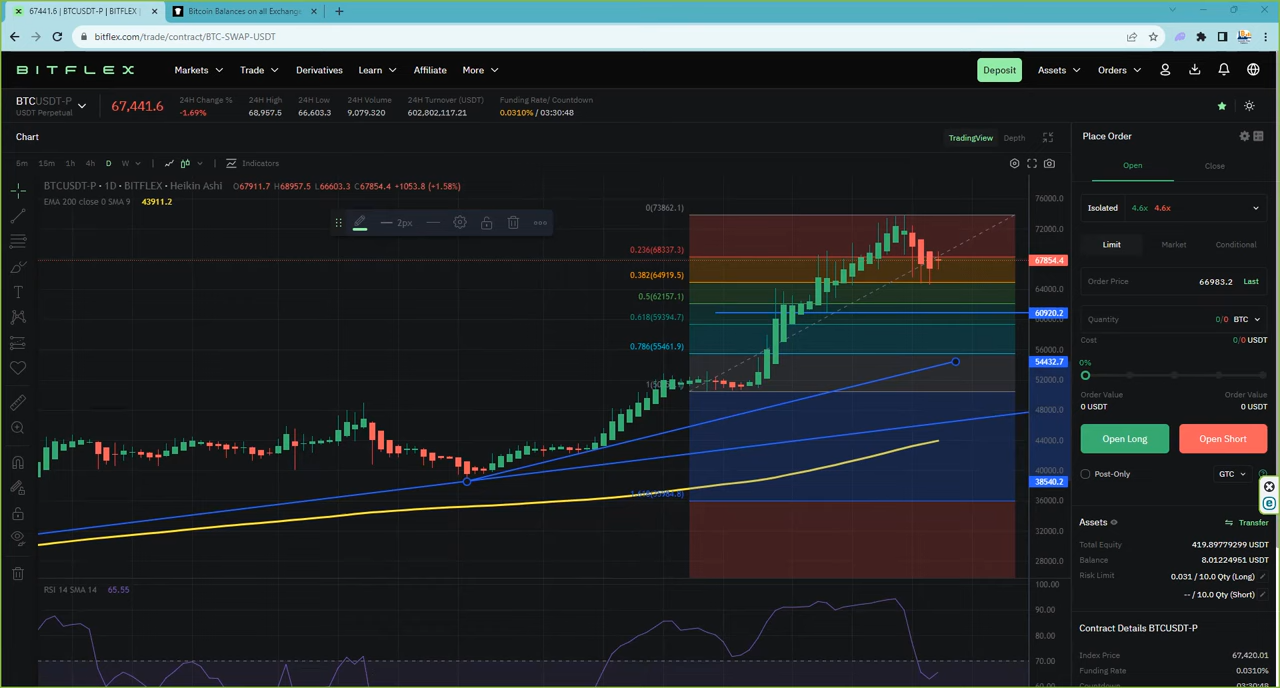 67441.6 | BTCUSDT-P | BITFLEX |
Bitcoin Balances on all Exchang
bitflex.com/trade/contract/BTC-SWAP-USDT
BITFLEX
Markets Trade Derivatives Learn Affiliate More Deposit Assets Orders
BTCUSDT-P
USDT Perpetual
67,441.6
24H Change %
-1.69%
24H High
68,957.5
24H Low
66,603.3
24H Volume
9,079.320
24H Turnover (USDT)
602,802,117.21
Funding Rate/ Countdown
0.0310% / 03:30:48
Chart
TradingView Depth
5m 15m 1h 4h D W Indicators
BTCUSDT-P · 1D · BITFLEX · Heikin Ashi O67911.7 H68957.5 L66603.3 C67854.4 +1053.8 (+1.58%)
EMA 200 close 0 SMA 9 43911.2
2px
0(73862.1)
0.236(68337.3)
0.382(64919.5)
0.5(62157.1)
0.618(59394.7)
0.786(55461.9)
76000.0
72000.0
67854.4
64000.0
60920.2
60000.0
56000.0
54432.7
52000.0
48000.0
44000.0
40000.0
38540.2
36000.0
32000.0
28000.0
RSI 14 SMA 14 65.55
100.00
90.00
80.00
70.00
60.00
Place Order
Open Close
Isolated 4.6x 4.6x
Limit Market Conditional
Order Price 66983.2 Last
Quantity 0/0 BTC
Cost 0/0 USDT
0%
Order Value Order Value
0 USDT 0 USDT
Open Long Open Short
Post-Only GTC
Assets Transfer
Total Equity 419.89779299 USDT
Balance 8.01224951 USDT
Risk Limit 0.031 / 10.0 Qty (Long)
-- / 10.0 Qty (Short)
Contract Details BTCUSDT-P
Index Price 67,420.01
Funding Rate 0.0310%
Countdown 03:30:48